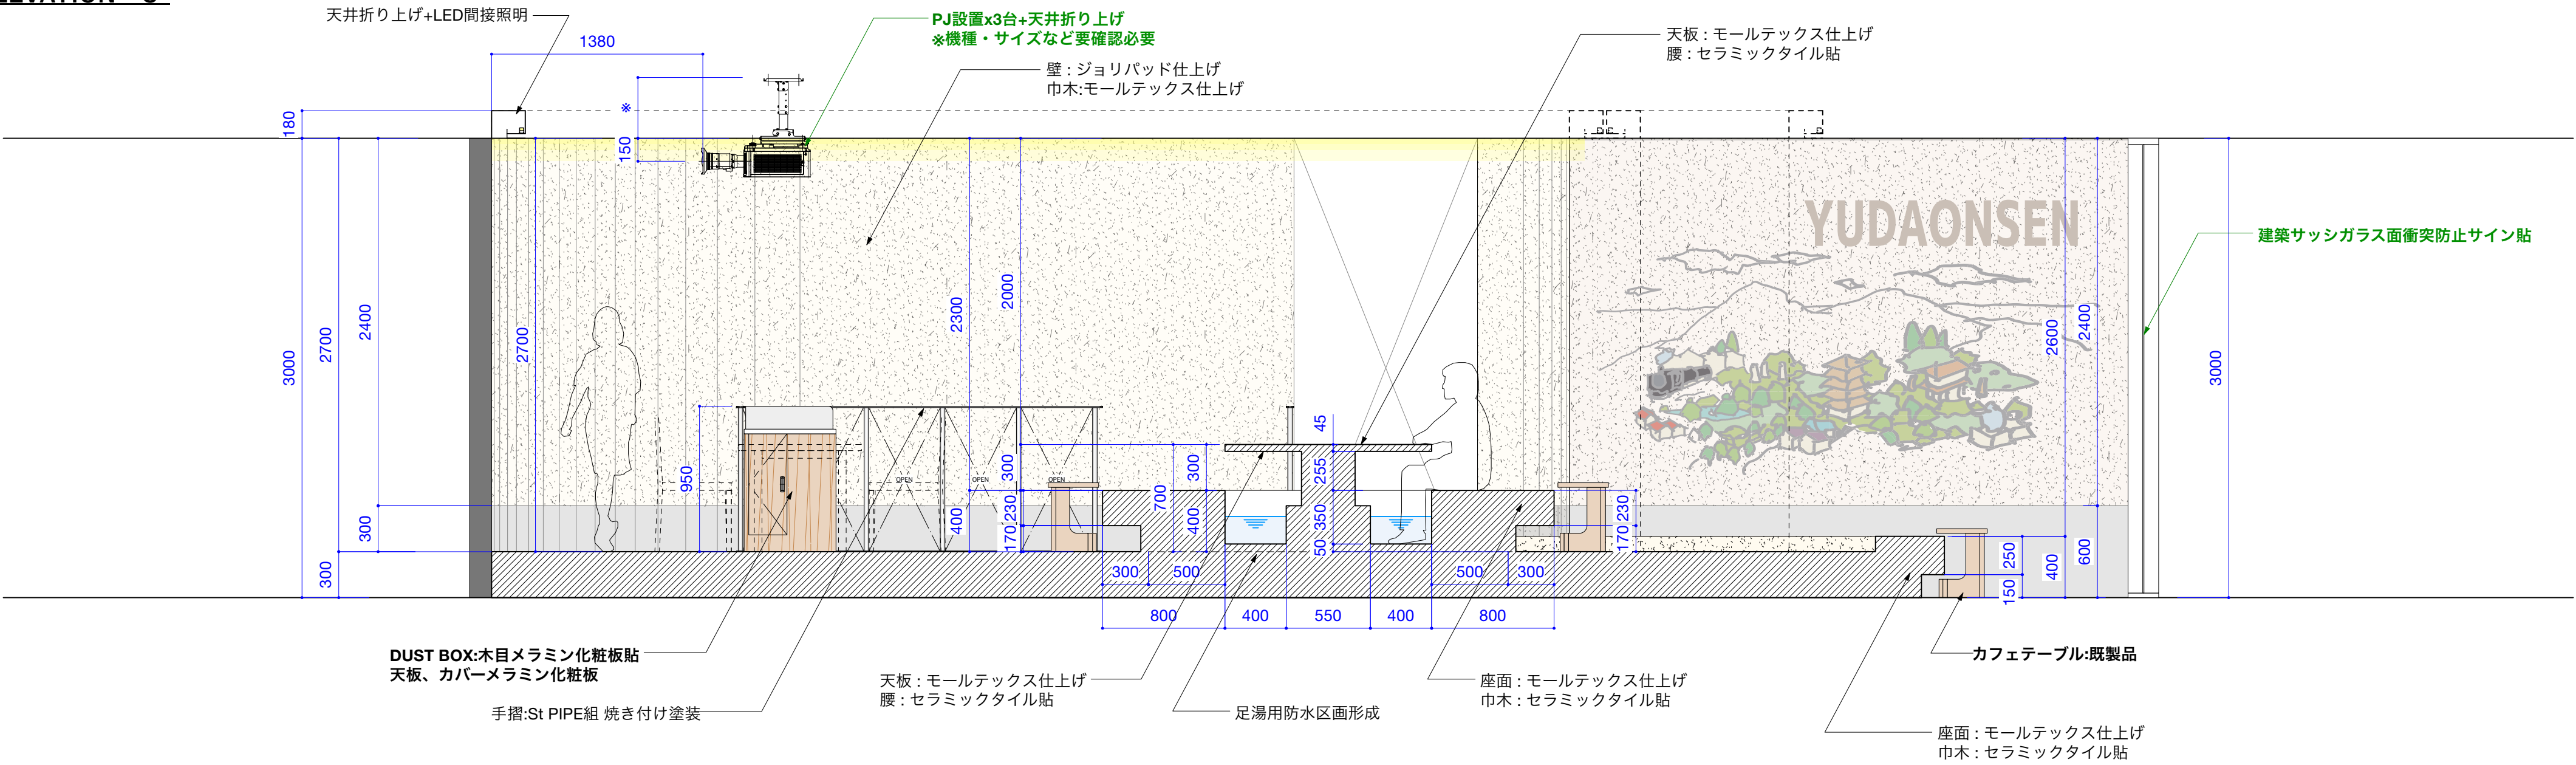 天井折り上げ+LED間接照明
PJ設置x3台+天井折り上げ
※機種・サイズなど要確認必要
天板 : モールテックス仕上げ
腰 : セラミックタイル貼
壁 : ジョリパッド仕上げ
巾木:モールテックス仕上げ
1380
180
※
150
YUDAONSEN
建築サッシガラス面衝突防止サイン貼
3000
2700
2400
2700
2300
2000
2600
2400
3000
45
950
300
700
300
255
OPEN
OPEN
OPEN
300
400
230
170
400
350
50
230
170
250
150
400
600
300
300
500
500
300
800
400
550
400
800
DUST BOX:木目メラミン化粧板貼
天板、カバーメラミン化粧板
手摺:St PIPE組 焼き付け塗装
天板 : モールテックス仕上げ
腰 : セラミックタイル貼
足湯用防水区画形成
座面 : モールテックス仕上げ
巾木 : セラミックタイル貼
カフェテーブル:既製品
座面 : モールテックス仕上げ
巾木 : セラミックタイル貼